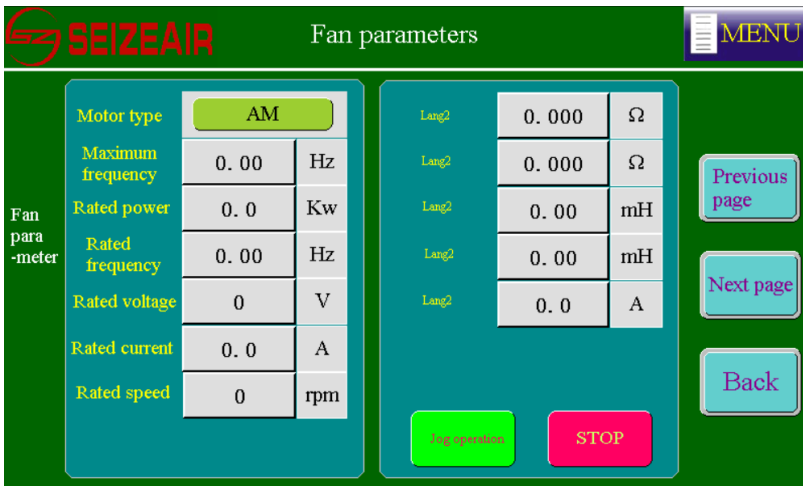 SEIZEAIR
Fan parameters
MENU
Fan
para
-meter
Motor type
AM
Maximum
frequency
0.00
Hz
Rated power
0.0
Kw
Rated
frequency
0.00
Hz
Rated voltage
0
V
Rated current
0.0
A
Rated speed
0
rpm
Lang2
0.000
Ω
Lang2
0.000
Ω
Lang2
0.00
mH
Lang2
0.00
mH
Lang2
0.0
A
Jog operation
STOP
Previous
page
Next page
Back